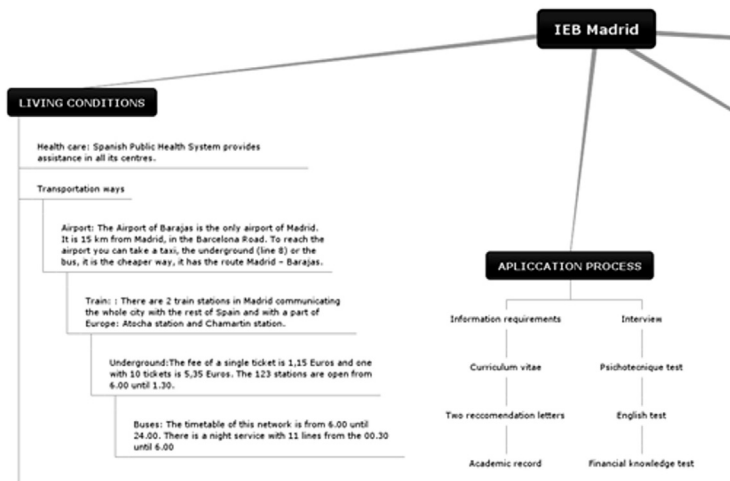 IEB Madrid
LIVING CONDITIONS
Health care: Spanish Public Health System provides
assistance in all its centres.
Transportation ways
Airport: The Airport of Barajas is the only airport of Madrid.
It is 15 km from Madrid, in the Barcelona Road. To reach the
airport you can take a taxi, the underground (line 8) or the
bus, it is the cheaper way, it has the route Madrid – Barajas.
Train: : There are 2 train stations in Madrid communicating
the whole city with the rest of Spain and with a part of
Europe: Atocha station and Chamartin station.
Underground:The fee of a single ticket is 1,15 Euros and one
with 10 tickets is 5,35 Euros. The 123 stations are open from
6.00 until 1.30.
Buses: The timetable of this network is from 6.00 until
24.00. There is a night service with 11 lines from the 00.30
until 6.00
APLICCATION PROCESS
Information requirements
Curriculum vitae
Two reccomendation letters
Academic record
Interview
Psichotecnique test
English test
Financial knowledge test